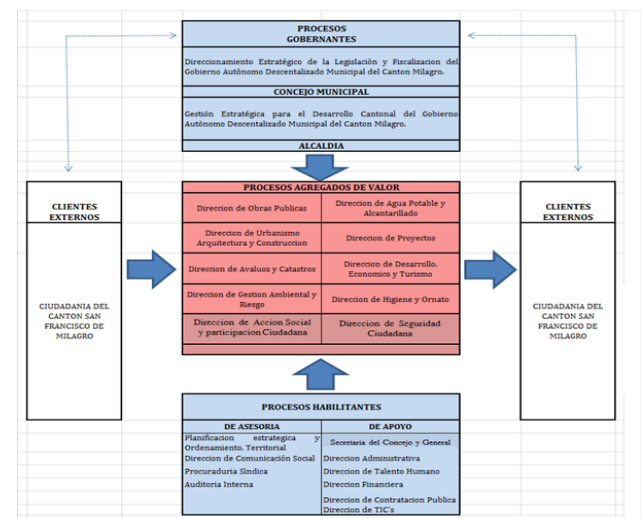 PROCESOS
GOBERNANTES
Direccionamiento Estratégico de la Legislación y Fiscalizacion del
Gobierno Autónomo Descentalizado Municipal del Canton Milagro.
CONCEJO MUNICIPAL
Gestión Estratégica para el Desarrollo Cantonal del Gobierno
Autónomo Descentalizado Municipal del Canton Milagro.
ALCALDIA
CLIENTES
EXTERNOS
CIUDADANIA DEL
CANTON SAN
FRANCISCO DE
MILAGRO
PROCESOS AGREGADOS DE VALOR
Direccion de Obras Publicas
Direccion de Agua Potable y
Alcantarillado
Direccion de Urbanismo
Arquitectura y Construccion
Direccion de Proyectos
Direccion de Avaluos y Catastros
Direccion de Desarrollo,
Economico y Turismo
Direccion de Gestion Ambiental y
Riesgo
Direccion de Higiene y Ornato
Direccion de Accion Social
y participacion Ciudadana
Direccion de Seguridad
Ciudadana
CLIENTES
EXTERNOS
CIUDADANIA DEL
CANTON SAN
FRANCISCO DE
MILAGRO
PROCESOS HABILITANTES
DE ASESORIA
Planificacion estrategica y
Ordenamiento. Territorial
Direccion de Comunicación Social
Procuraduria Síndica
Auditoria Interna
DE APOYO
Secretaria del Concejo y General
Direccion Administrativa
Direccion de Talento Humano
Direccion Financiera
Direccion de Contratacion Publica
Direccion de TIC's